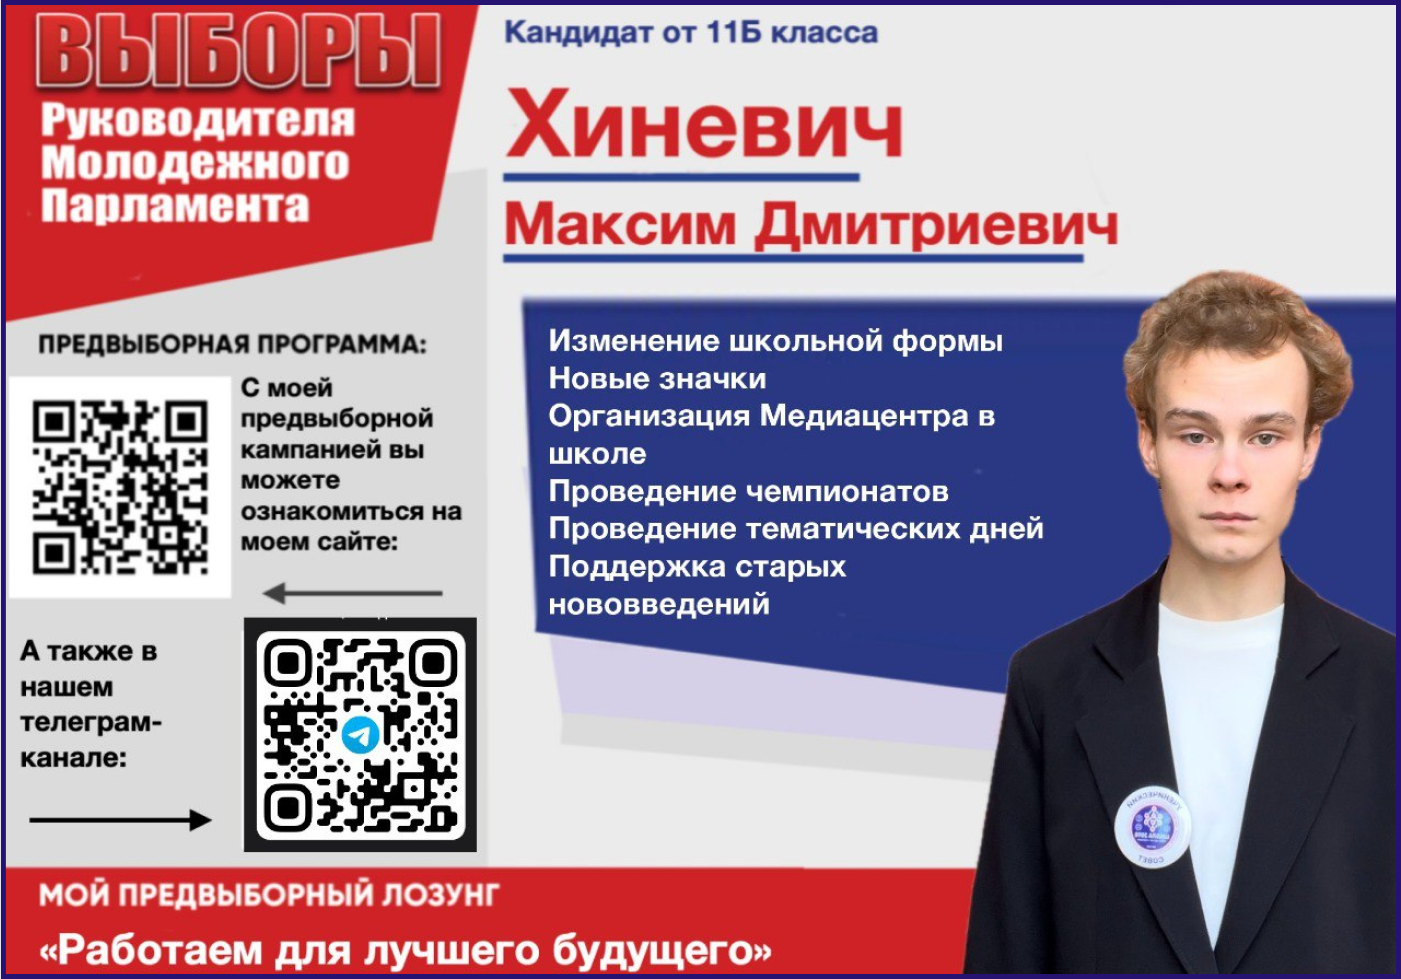 ВЫБОРЫ
Руководителя
Молодежного
Парламента
Кандидат от 11Б класса
Хиневич
Максим Дмитриевич
ПРЕДВЫБОРНАЯ ПРОГРАММА:
С моей
предвыборной
кампанией вы
можете
ознакомиться на
моем сайте:
А также в
нашем
телеграм-
канале:
Изменение школьной формы
Новые значки
Организация Медиацентра в
школе
Проведение чемпионатов
Проведение тематических дней
Поддержка старых
нововведений
УЧЕНИЧЕСКИЙ
СОВЕТ
МОЙ ПРЕДВЫБОРНЫЙ ЛОЗУНГ
«Работаем для лучшего будущего»